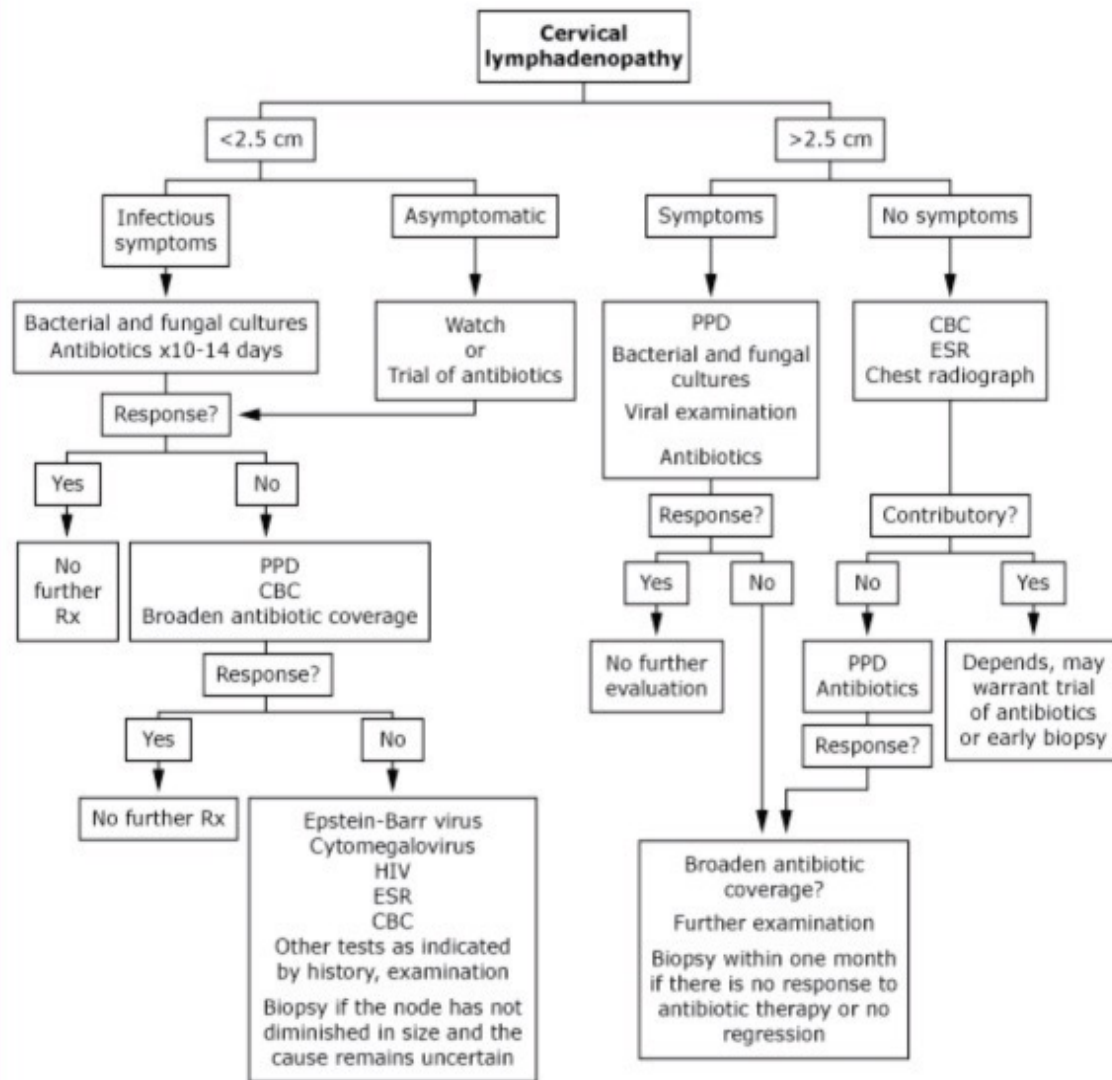 Cervical
lymphadenopathy
<2.5 cm
>2.5 cm
Infectious
symptoms
Asymptomatic
Symptoms
No symptoms
Bacterial and fungal cultures
Antibiotics x10-14 days
Watch
or
Trial of antibiotics
PPD
Bacterial and fungal
cultures
Viral examination
Antibiotics
CBC
ESR
Chest radiograph
Response?
Yes
No
No
further
Rx
PPD
CBC
Broaden antibiotic coverage
Response?
Yes
No
No further Rx
Epstein-Barr virus
Cytomegalovirus
HIV
ESR
CBC
Other tests as indicated
by history, examination
Biopsy if the node has not
diminished in size and the
cause remains uncertain
Response?
Yes
No
No further
evaluation
Contributory?
No
Yes
PPD
Antibiotics
Response?
Depends, may
warrant trial
of antibiotics
or early biopsy
Broaden antibiotic
coverage?
Further examination
Biopsy within one month
if there is no response to
antibiotic therapy or no
regression